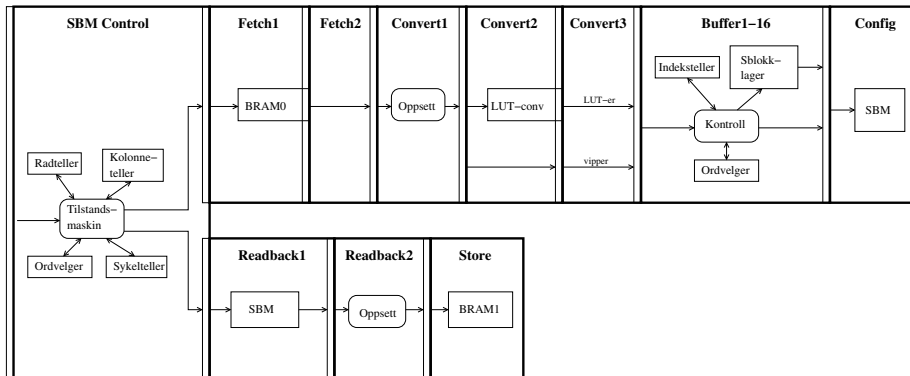 SBM Control
Fetch1
Fetch2
Convert1
Convert2
Convert3
Buffer1−16
Config
Indeksteller
Sblokk−
lager
BRAM0
Oppsett
LUT−conv
LUT−er
Kontroll
SBM
vipper
Ordvelger
Radteller
Kolonne−
teller
Tilstands−
maskin
Ordvelger
Sykelteller
Readback1
Readback2
Store
SBM
Oppsett
BRAM1